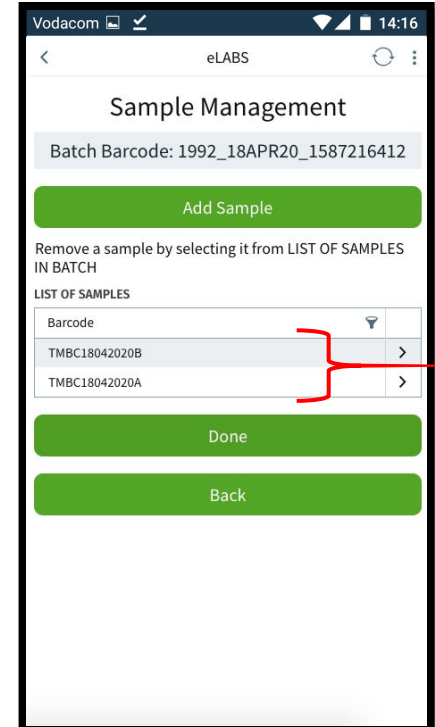 Vodacom 14:16
eLABS
Sample Management
Batch Barcode: 1992_18APR20_1587216412
Add Sample
Remove a sample by selecting it from LIST OF SAMPLES
IN BATCH
LIST OF SAMPLES
Barcode
TMBC18042020B
TMBC18042020A
Done
Back